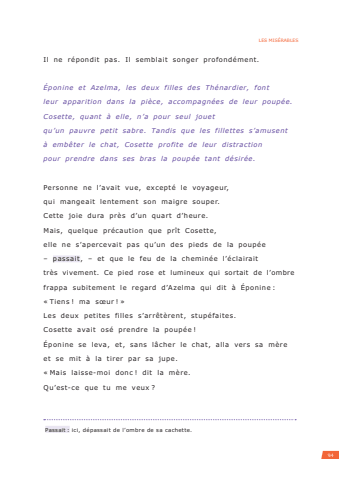 LES MISÉRABLES
Il ne répondit pas. Il semblait songer profondément.
Éponine et Azelma, les deux filles des Thénardier, font
leur apparition dans la pièce, accompagnées de leur poupée.
Cosette, quant à elle, n’a pour seul jouet
qu’un pauvre petit sabre. Tandis que les fillettes s’amusent
à embêter le chat, Cosette profite de leur distraction
pour prendre dans ses bras la poupée tant désirée.
Personne ne l’avait vue, excepté le voyageur,
qui mangeait lentement son maigre souper.
Cette joie dura près d’un quart d’heure.
Mais, quelque précaution que prît Cosette,
elle ne s’apercevait pas qu’un des pieds de la poupée
– passait, – et que le feu de la cheminée l’éclairait
très vivement. Ce pied rose et lumineux qui sortait de l’ombre
frappa subitement le regard d’Azelma qui dit à Éponine :
« Tiens ! ma sœur ! »
Les deux petites filles s’arrêtèrent, stupéfaites.
Cosette avait osé prendre la poupée !
Éponine se leva, et, sans lâcher le chat, alla vers sa mère
et se mit à la tirer par sa jupe.
« Mais laisse-moi donc ! dit la mère.
Qu’est-ce que tu me veux ?
Passait : ici, dépassait de l’ombre de sa cachette.